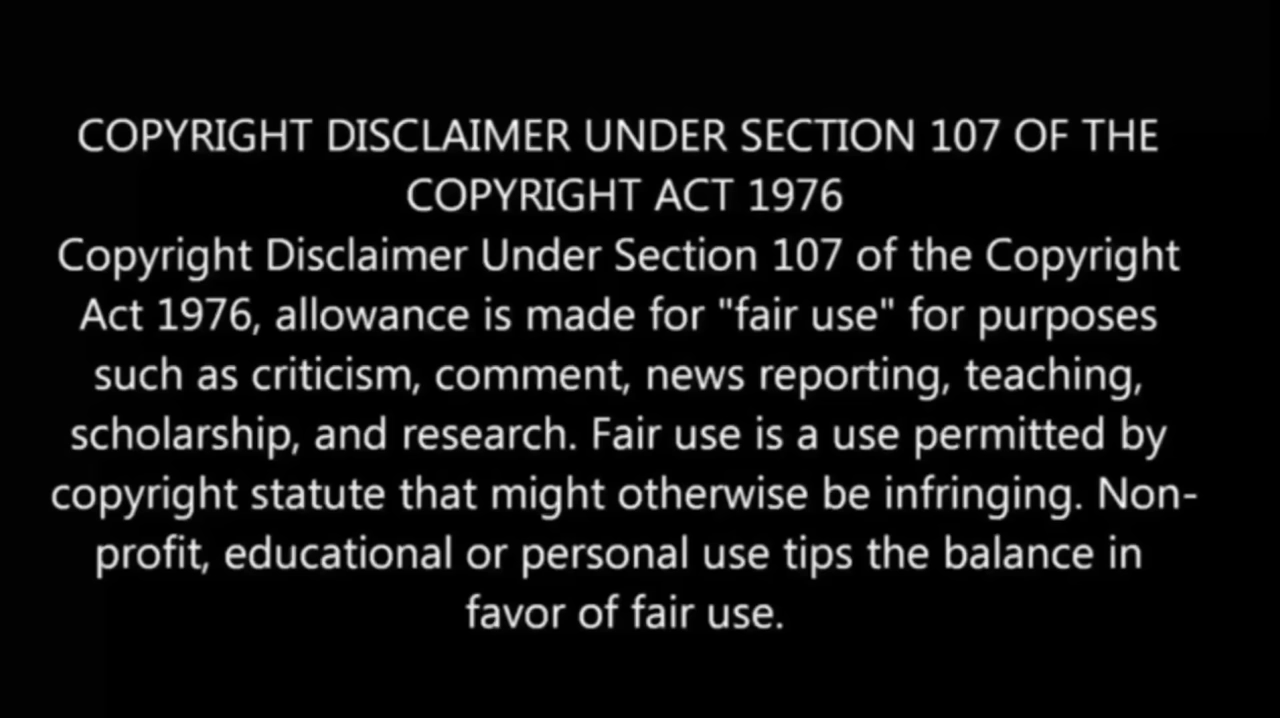 COPYRIGHT DISCLAIMER UNDER SECTION 107 OF THE
COPYRIGHT ACT 1976
Copyright Disclaimer Under Section 107 of the Copyright
Act 1976, allowance is made for "fair use" for purposes
such as criticism, comment, news reporting, teaching,
scholarship, and research. Fair use is a use permitted by
copyright statute that might otherwise be infringing. Non-
profit, educational or personal use tips the balance in
favor of fair use.